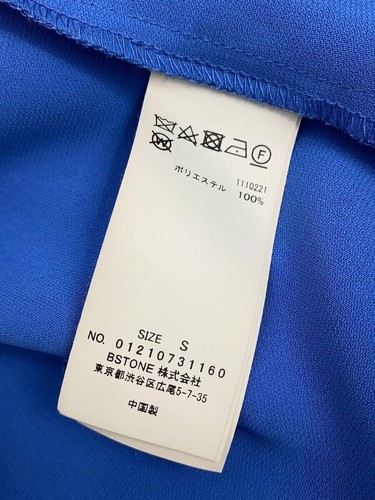 F
W
1110221
ポリエステル 100%
SIZE S
NO. 01210731160
BSTONE 株式会社
東京都渋谷区広尾5-7-35
中国製